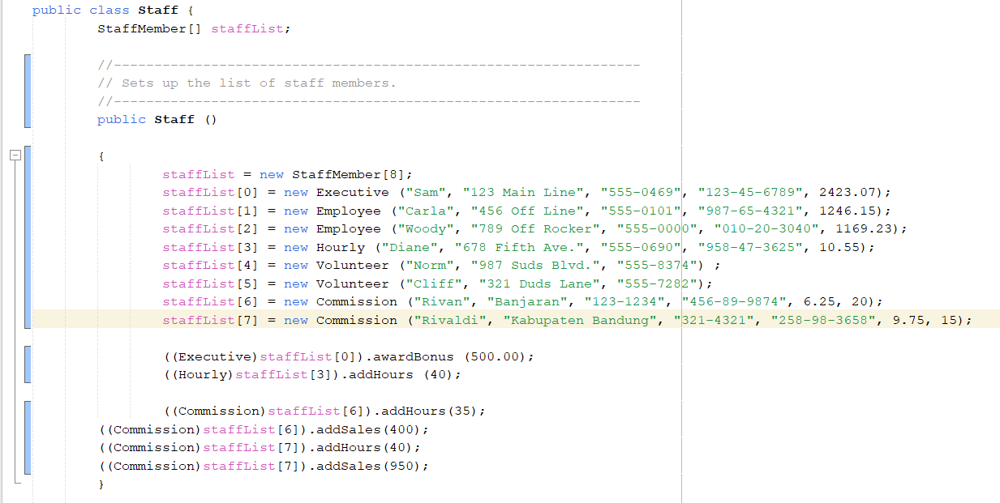 public class Staff {
StaffMember[] staffList;
//-----------------------------------------------------------------
// Sets up the list of staff members.
//-----------------------------------------------------------------
public Staff ()
{
staffList = new StaffMember[8];
staffList[0] = new Executive ("Sam", "123 Main Line", "555-0469", "123-45-6789", 2423.07);
staffList[1] = new Employee ("Carla", "456 Off Line", "555-0101", "987-65-4321", 1246.15);
staffList[2] = new Employee ("Woody", "789 Off Rocker", "555-0000", "010-20-3040", 1169.23);
staffList[3] = new Hourly ("Diane", "678 Fifth Ave.", "555-0690", "958-47-3625", 10.55);
staffList[4] = new Volunteer ("Norm", "987 Suds Blvd.", "555-8374") ;
staffList[5] = new Volunteer ("Cliff", "321 Duds Lane", "555-7282");
staffList[6] = new Commission ("Rivan", "Banjaran", "123-1234", "456-89-9874", 6.25, 20);
staffList[7] = new Commission ("Rivaldi", "Kabupaten Bandung", "321-4321", "258-98-3658", 9.75, 15);
((Executive)staffList[0]).awardBonus (500.00);
((Hourly)staffList[3]).addHours (40);
((Commission)staffList[6]).addHours(35);
((Commission)staffList[6]).addSales(400);
((Commission)staffList[7]).addHours(40);
((Commission)staffList[7]).addSales(950);
}